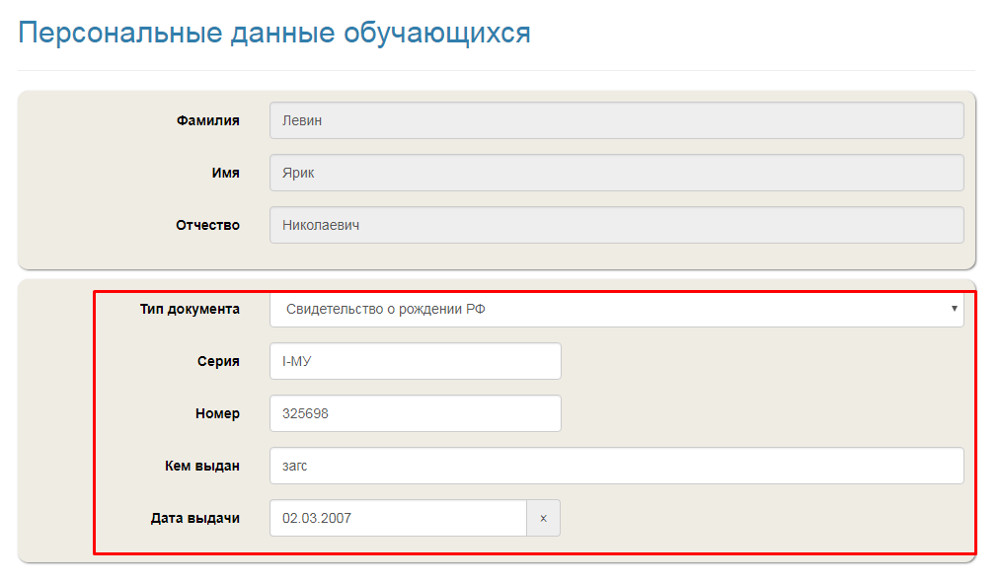 Персональные данные обучающихся
Фамилия Левин
Имя Ярик
Отчество Николаевич
Тип документа Свидетельство о рождении РФ
Серия I-МУ
Номер 325698
Кем выдан загс
Дата выдачи 02.03.2007 x